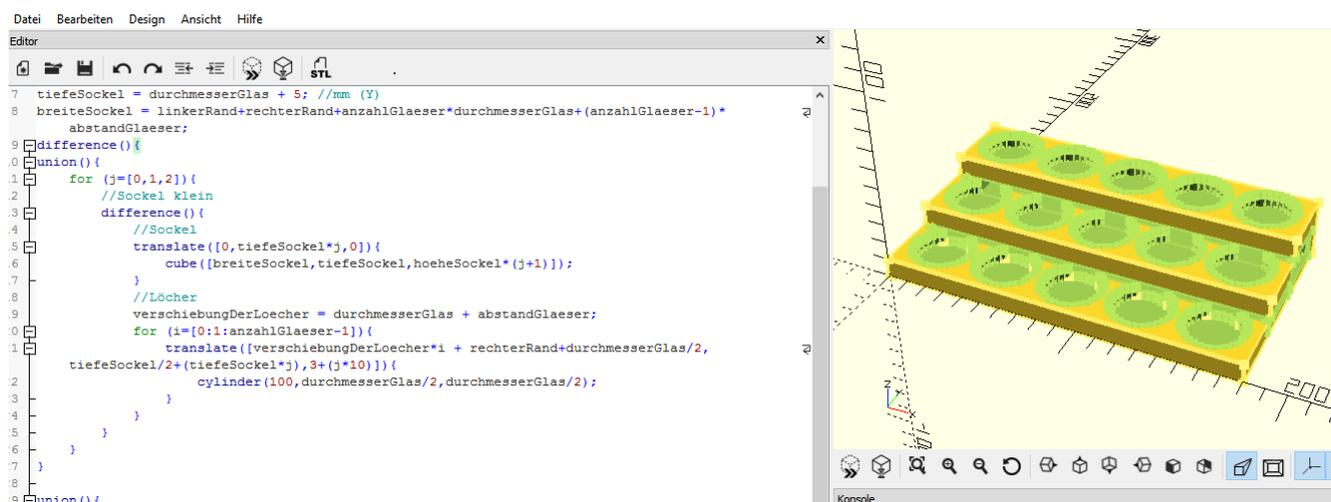 Datei Bearbeiten Design Ansicht Hilfe
Editor
STL
7 tiefeSockel = durchmesserGlas + 5; //mm (Y)
8 breiteSockel = linkerRand+rechterRand+anzahlGlaeser*durchmesserGlas+(anzahlGlaeser-1)*
abstandGlaeser;
9 difference(){
0 union(){
1 for (j=[0,1,2]){
2 //Sockel klein
3 difference(){
4 //Sockel
5 translate([0,tiefeSockel*j,0]){
6 cube([breiteSockel,tiefeSockel,hoeheSockel*(j+1)]);
7 }
8 //Löcher
9 verschiebungDerLoecher = durchmesserGlas + abstandGlaeser;
0 for (i=[0:1:anzahlGlaeser-1]){
1 translate([verschiebungDerLoecher*i + rechterRand+durchmesserGlas/2,
tiefeSockel/2+(tiefeSockel*j),3+(j*10)]){
2 cylinder(100,durchmesserGlas/2,durchmesserGlas/2);
3 }
4 }
5 }
6 }
7 }
8
9 union(){
200
z
Konsole